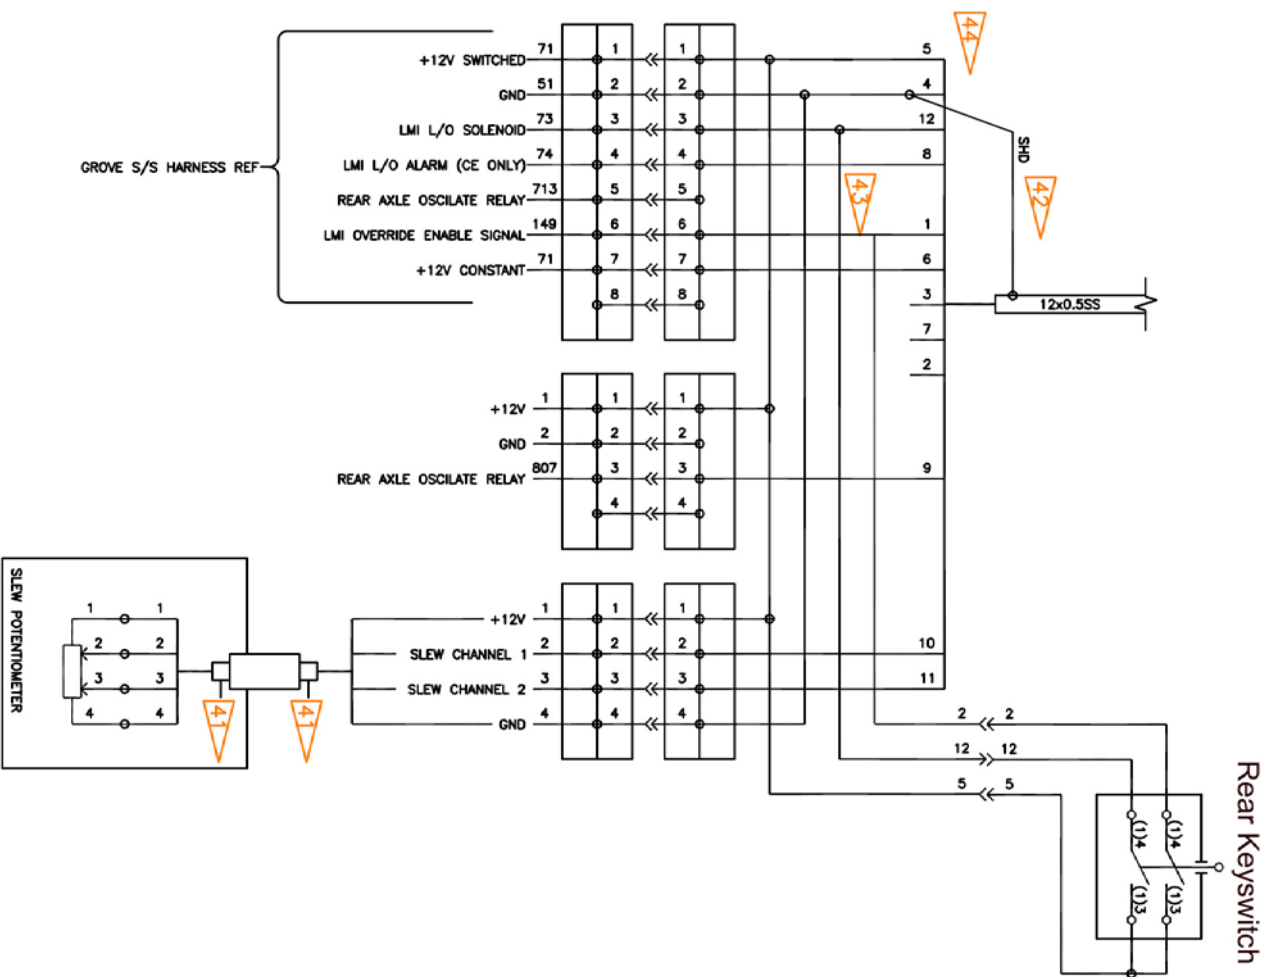 44
+12V SWITCHED 71 1 1 5
GND 51 2 2 4
LMI L/O SOLENOID 73 3 3 12
SHD
GROVE S/S HARNESS REF
LMI L/O ALARM (CE ONLY) 74 4 4 8
43
42
REAR AXLE OSCILATE RELAY 713 5 5
LMI OVERRIDE ENABLE SIGNAL 149 6 6 1
+12V CONSTANT 71 7 7 6
8 8 3
12x0.5SS
7
2
+12V 1 1 1
GND 2 2 2
REAR AXLE OSCILATE RELAY 807 3 3 9
4 4
SLEW POTENTIOMETER
1 1
2 2
3 3
4 4
41
41
+12V 1 1 1
SLEW CHANNEL 1 2 2 2 10
SLEW CHANNEL 2 3 3 3 11
GND 4 4 4
2 2
12 12
5 5
Rear Keyswitch
(1)4 (1)4
(1)3 (1)3